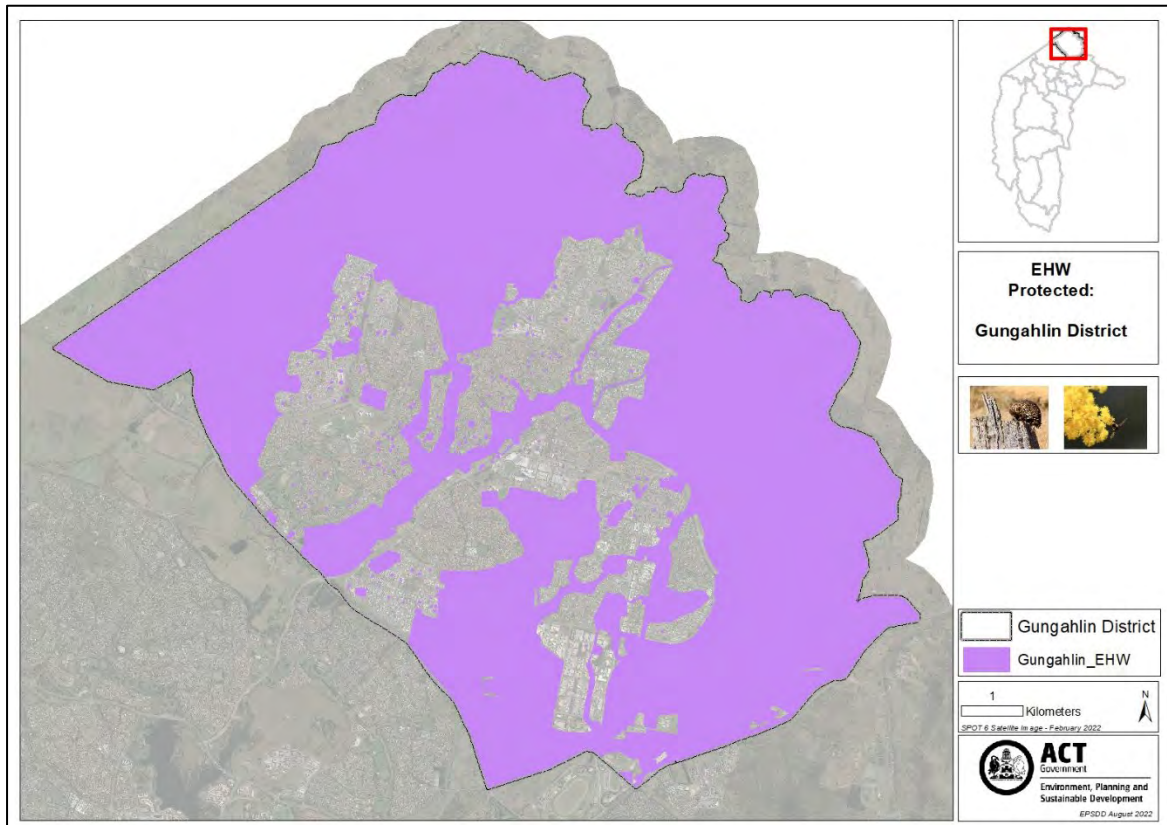 EHW
Protected:
Gungahlin District
Gungahlin District
Gungahlin_EHW
1
Kilometers
N
SPOT 6 Satellite Image - February 2022
ACT
Government
Environment, Planning and
Sustainable Development
EPSDD August 2022